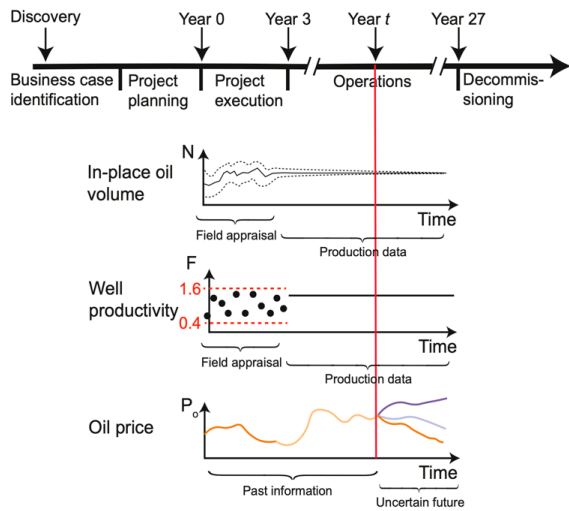 Discovery
Year 0
Year 3
Year t
Year 27
Business case
identification
Project
planning
Project
execution
Operations
Decommis-
sioning
In-place oil
volume
N
Time
Field appraisal
Production data
Well
productivity
F
1.6
0.4
Time
Field appraisal
Production data
Oil price
Po
Time
Past information
Uncertain future